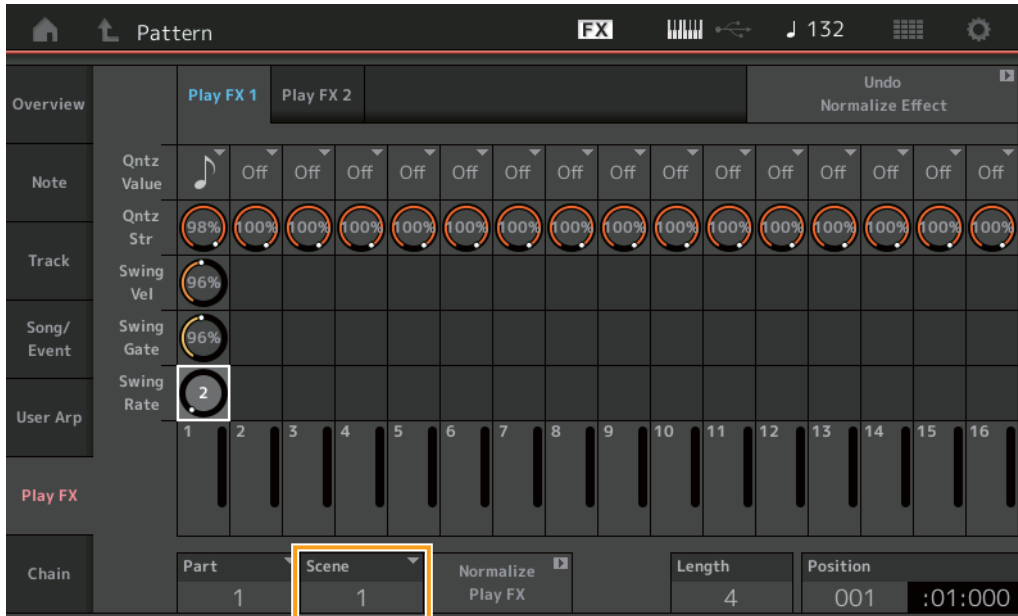 Pattern FX 132
Play FX 1 Play FX 2 Undo
Normalize Effect
Overview
Note
Track
Song/
Event
User Arp
Play FX
Chain
Qntz
Value Off Off Off Off Off Off Off Off Off Off Off Off Off Off Off
Qntz
Str 98% 100% 100% 100% 100% 100% 100% 100% 100% 100% 100% 100% 100% 100% 100% 100%
Swing
Vel 96%
Swing
Gate 96%
Swing
Rate 2
1 2 3 4 5 6 7 8 9 10 11 12 13 14 15 16
Part Scene Normalize
Play FX Length Position
1 1 4 001 :01:000